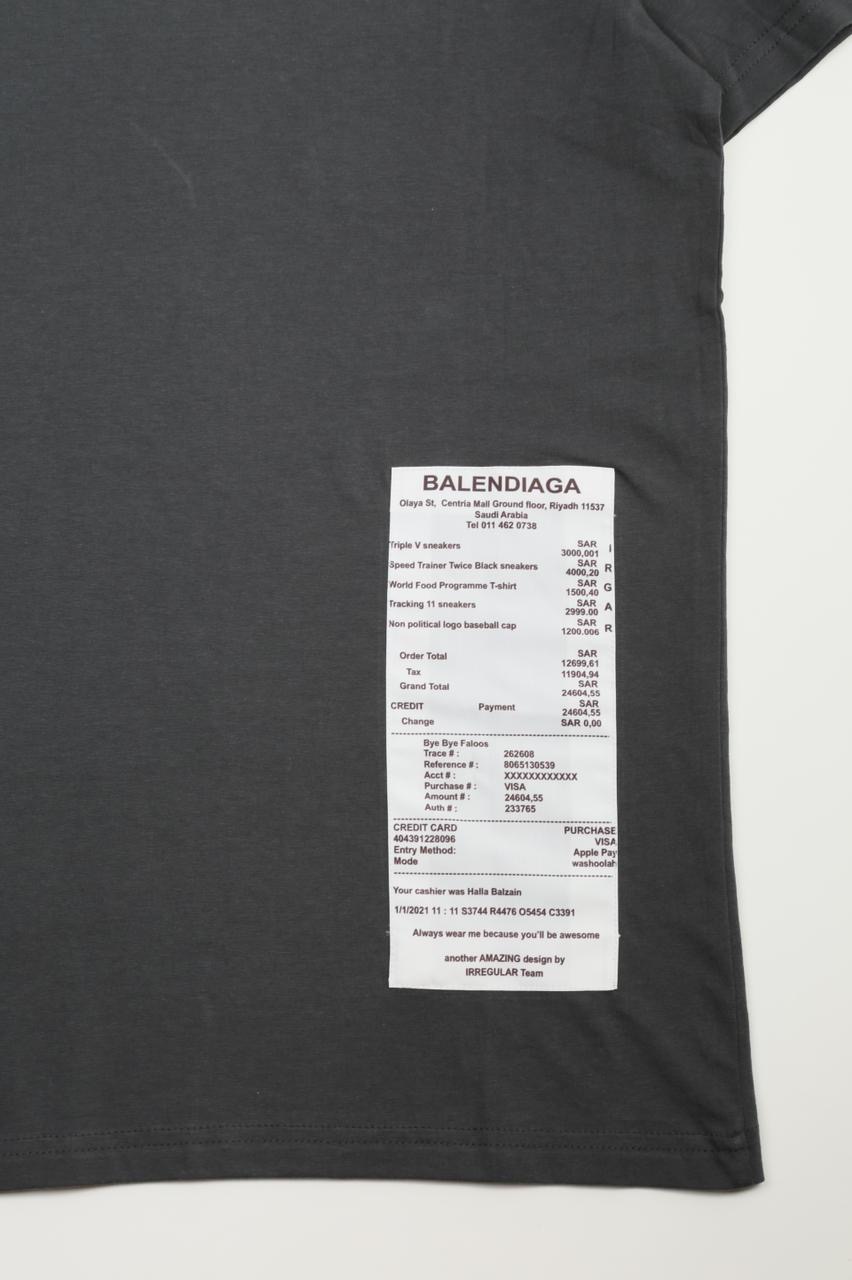 BALENDIAGA
Olaya St, Centria Mall Ground floor, Riyadh 11537
Saudi Arabia
Tel 011 462 0738
Triple V sneakers SAR 3000,001 I
Speed Trainer Twice Black sneakers SAR 4000,20 R
World Food Programme T-shirt SAR 1500,40 G
Tracking 11 sneakers SAR 2999.00 A
Non political logo baseball cap SAR 1200.006 R
Order Total SAR 12699,61
Tax 11904,94
Grand Total SAR 24604,55
CREDIT Payment SAR 24604,55
Change SAR 0,00
Bye Bye Faloos
Trace # : 262608
Reference # : 8065130539
Acct # : XXXXXXXXXXXX
Purchase # : VISA
Amount # : 24604,55
Auth # : 233765
CREDIT CARD PURCHASE
404391228096 VISA
Entry Method: Apple Pay
Mode washoolah
Your cashier was Halla Balzain
1/1/2021 11 : 11 S3744 R4476 O5454 C3391
Always wear me because you'll be awesome
another AMAZING design by
IRREGULAR Team